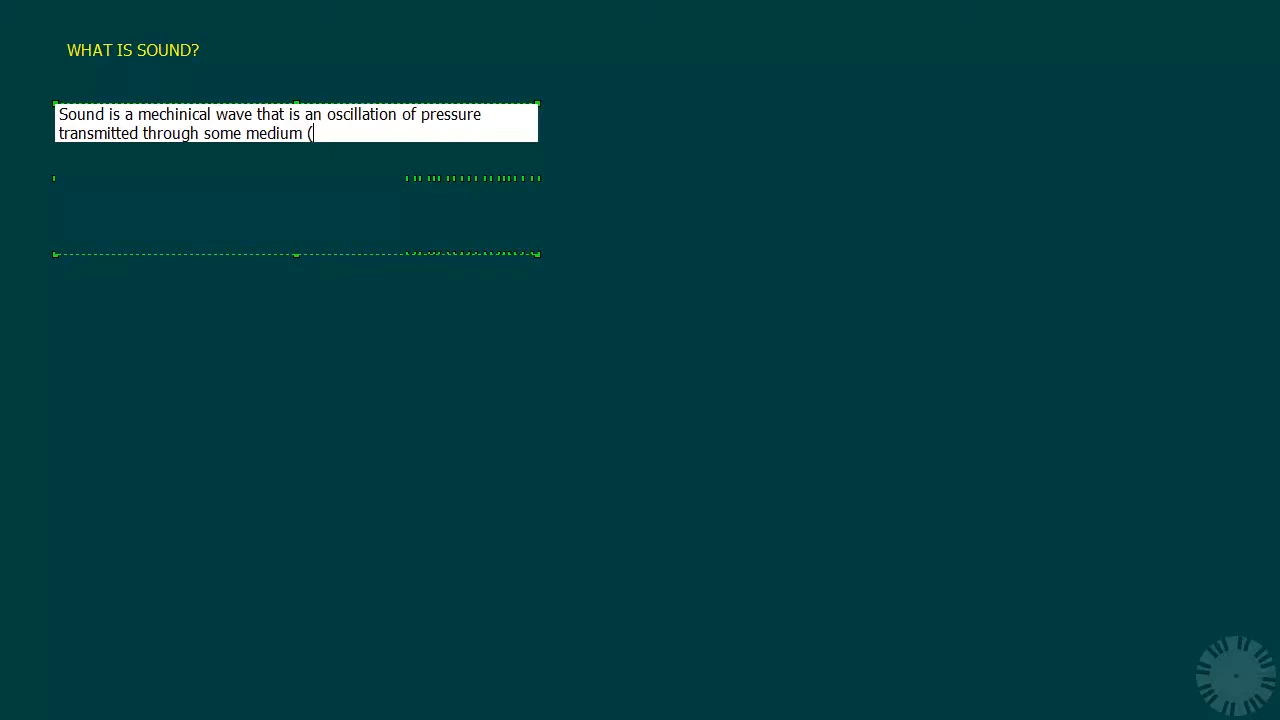 WHAT IS SOUND?
Sound is a mechinical wave that is an oscillation of pressure
transmitted through some medium (